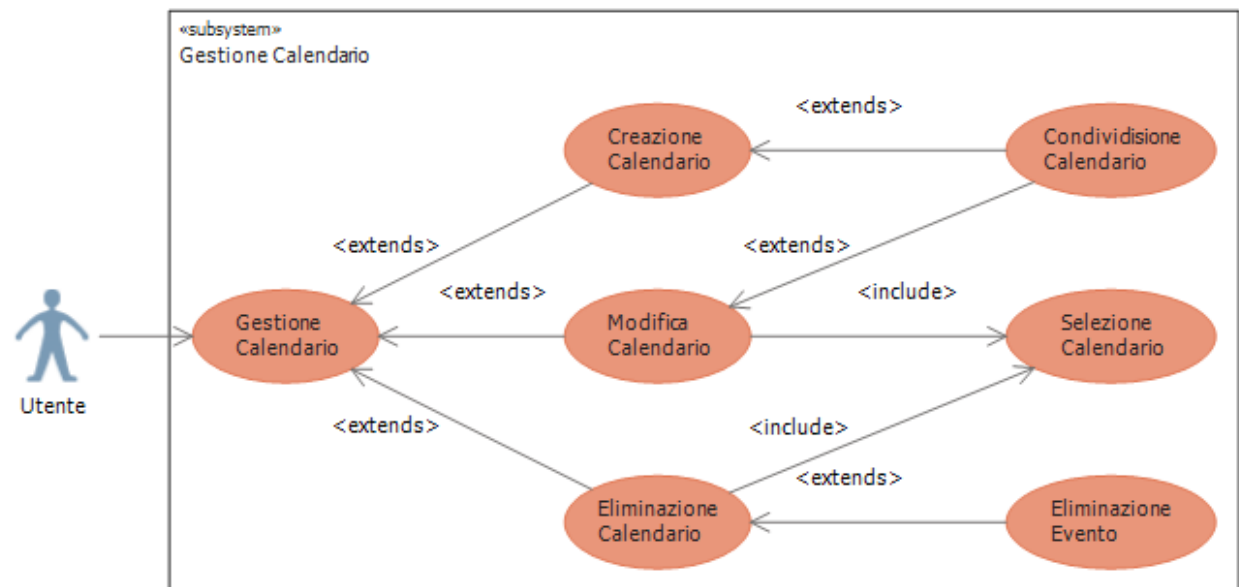 «subsystem»
Gestione Calendario
<extends>
Creazione
Calendario
Condividisione
Calendario
<extends>
<extends>
<extends>
<include>
Gestione
Calendario
Modifica
Calendario
Selezione
Calendario
Utente
<extends>
<include>
<extends>
Eliminazione
Calendario
Eliminazione
Evento